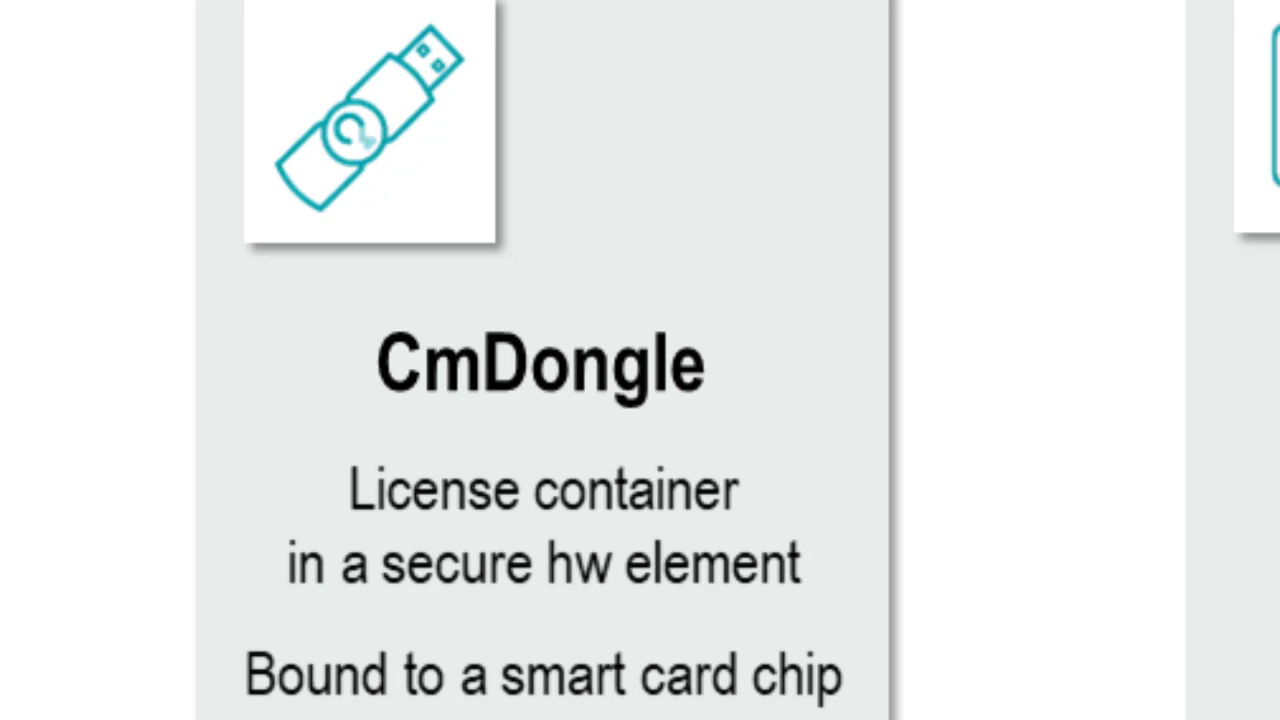 CmDongle
License container
in a secure hw element
Bound to a smart card chip